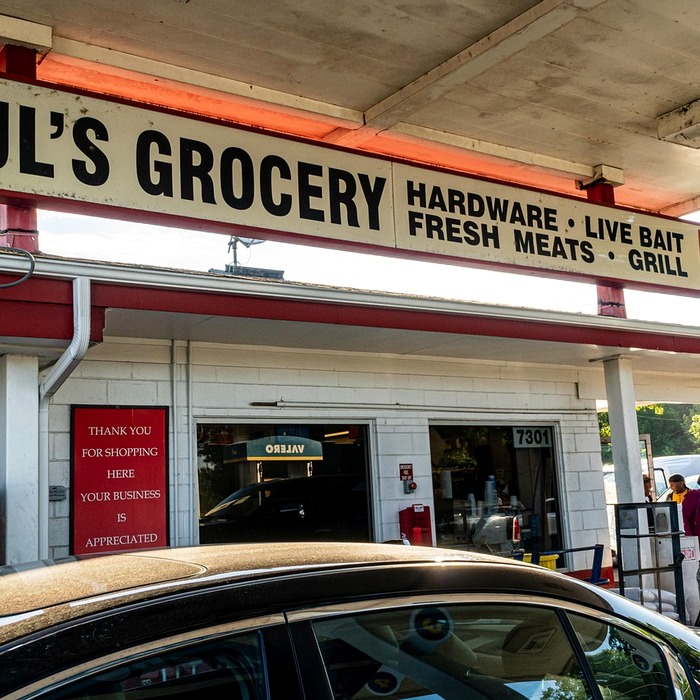 UL'S GROCERY
HARDWARE • LIVE BAIT
FRESH MEATS • GRILL
THANK YOU
FOR SHOPPING
HERE
YOUR BUSINESS
IS
APPRECIATED
VALERO
7301